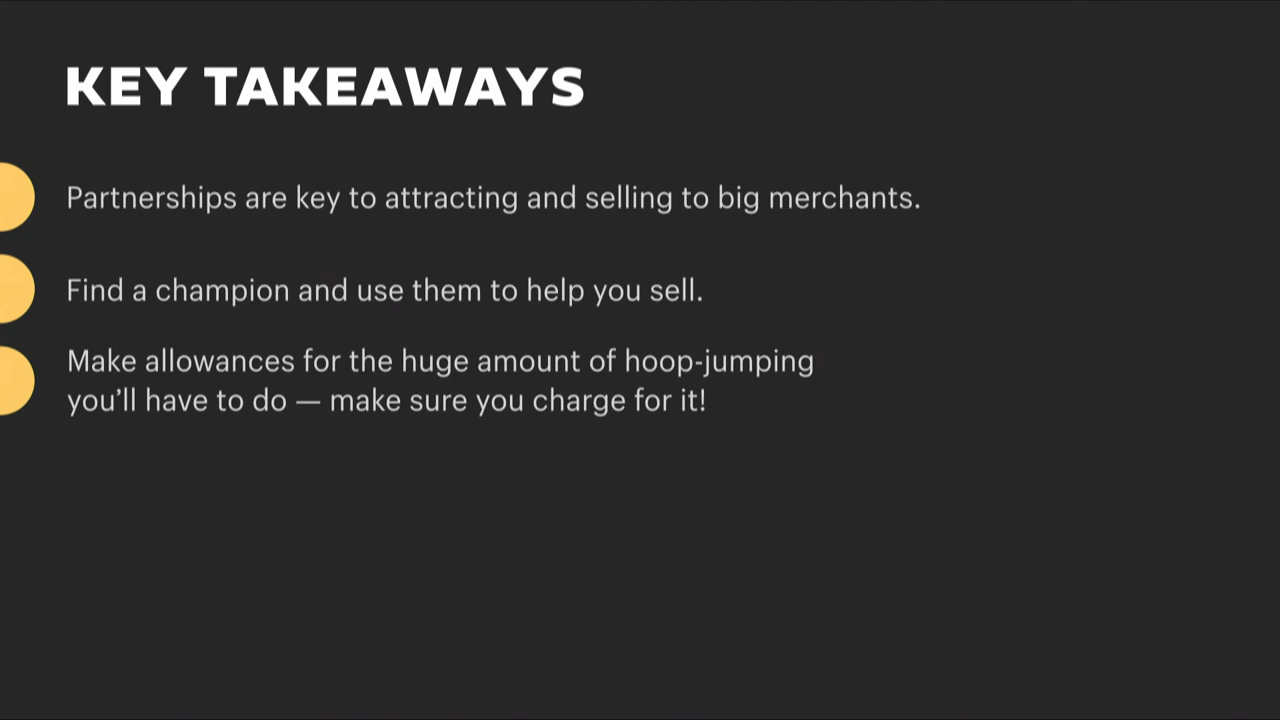 KEY TAKEAWAYS
Partnerships are key to attracting and selling to big merchants.
Find a champion and use them to help you sell.
Make allowances for the huge amount of hoop-jumping
you’ll have to do — make sure you charge for it!